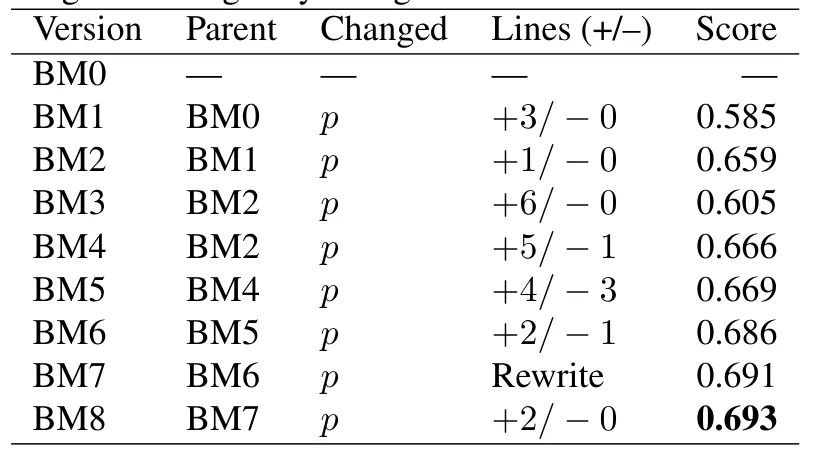 Version Parent Changed Lines (+/–) Score
BM0 — — — —
BM1 BM0 p +3/ − 0 0.585
BM2 BM1 p +1/ − 0 0.659
BM3 BM2 p +6/ − 0 0.605
BM4 BM2 p +5/ − 1 0.666
BM5 BM4 p +4/ − 3 0.669
BM6 BM5 p +2/ − 1 0.686
BM7 BM6 p Rewrite 0.691
BM8 BM7 p +2/ − 0 0.693